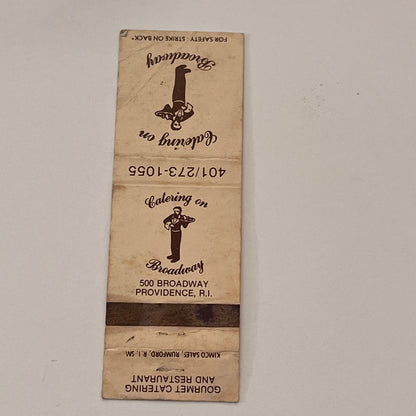 FOR SAFETY STRIKE ON BACK
Catering on
Broadway
401/273-1055
Catering on
Broadway
500 BROADWAY
PROVIDENCE, R.I.
KIMCO SALES, RUMFORD, R.I. SM
GOURMET CATERING
AND RESTAURANT